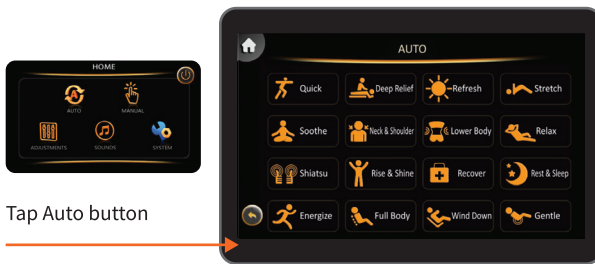 HOME
AUTO
MANUAL
ADJUSTMENTS
SOUNDS
SYSTEM
Tap Auto button
AUTO
Quick
Deep Relief
Refresh
Stretch
Soothe
Neck & Shoulder
Lower Body
Relax
Shiatsu
Rise & Shine
Recover
Rest & Sleep
Energize
Full Body
Wind Down
Gentle